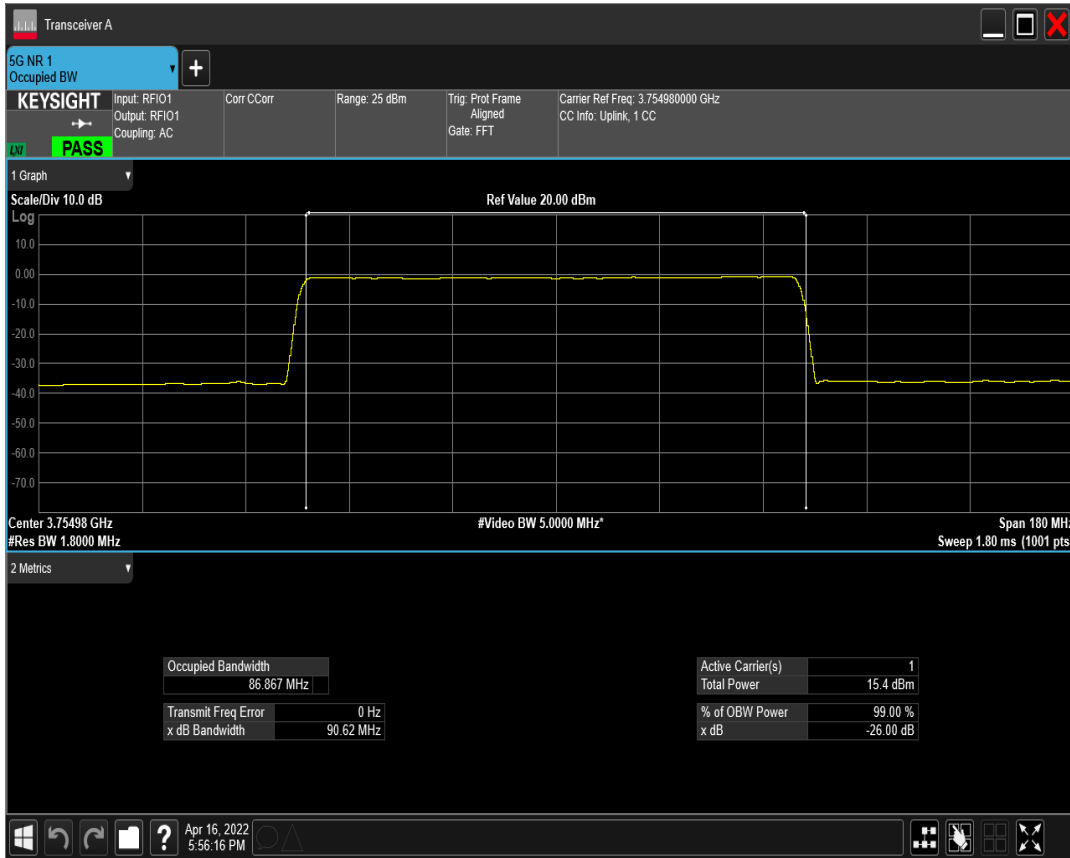 Transceiver A
5G NR 1
Occupied BW
+
KEYSIGHT
LXI
PASS
Input: RFIO1
Output: RFIO1
Coupling: AC
Corr CCorr
Range: 25 dBm
Trig: Prot Frame
Aligned
Gate: FFT
Carrier Ref Freq: 3.754980000 GHz
CC Info: Uplink, 1 CC
1 Graph
Scale/Div 10.0 dB
Ref Value 20.00 dBm
Log
10.0
0.00
-10.0
-20.0
-30.0
-40.0
-50.0
-60.0
-70.0
Center 3.75498 GHz
#Video BW 5.0000 MHz*
Span 180 MHz
#Res BW 1.8000 MHz
Sweep 1.80 ms (1001 pts
2 Metrics
Occupied Bandwidth
86.867 MHz
Transmit Freq Error 0 Hz
x dB Bandwidth 90.62 MHz
Active Carrier(s) 1
Total Power 15.4 dBm
% of OBW Power 99.00 %
x dB -26.00 dB
?
Apr 16, 2022
5:56:16 PM